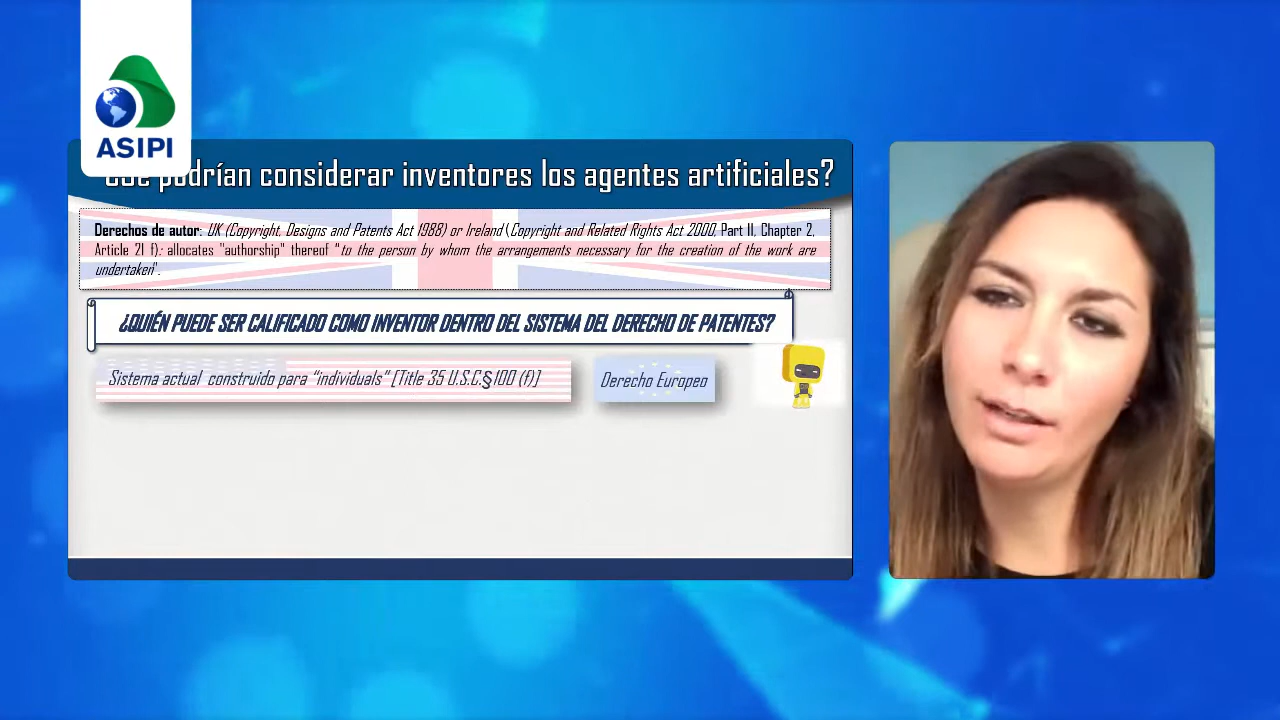 ASIPI
podrían considerar inventores los agentes artificiales?
Derechos de autor: UK (Copyright, Designs and Patents Act 1988) or Ireland (Copyright and Related Rights Act 2000, Part II, Chapter 2,
Article 21 f): allocates "authorship" thereof "to the person by whom the arrangements necessary for the creation of the work are
undertaken".
¿QUIÉN PUEDE SER CALIFICADO COMO INVENTOR DENTRO DEL SISTEMA DEL DERECHO DE PATENTES?
Sistema actual construido para "individuals" [Title 35 U.S.C.§100 (f)]
Derecho Europeo